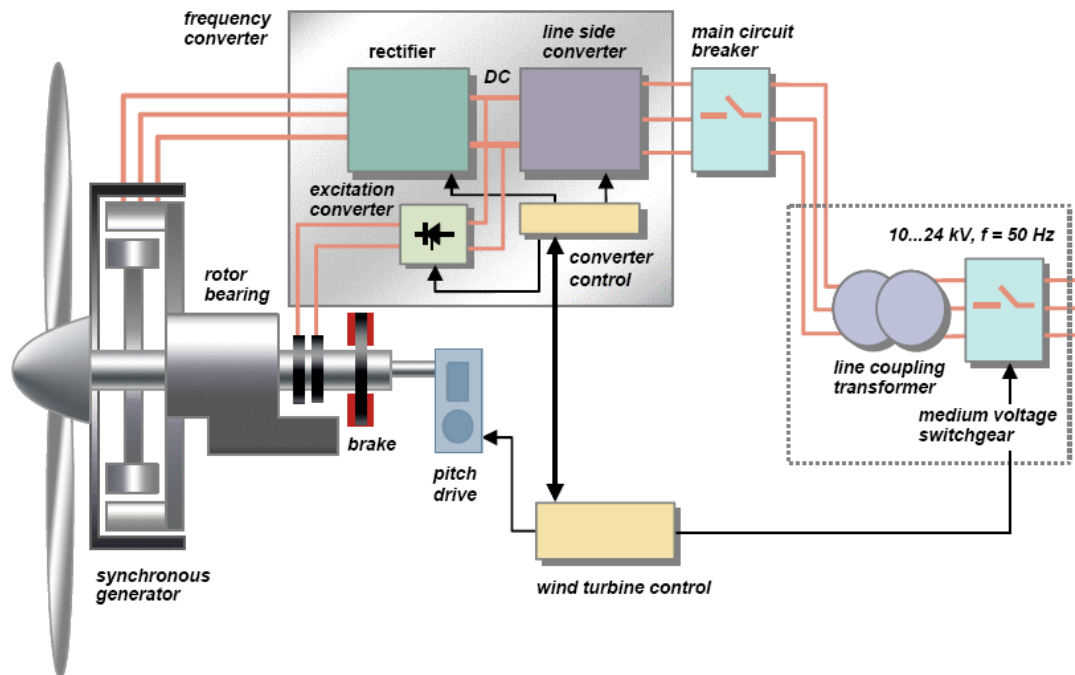 frequency
converter
rectifier
line side
converter
main circuit
breaker
DC
excitation
converter
converter
control
10...24 kV, f = 50 Hz
rotor
bearing
line coupling
transformer
medium voltage
switchgear
brake
pitch
drive
synchronous
generator
wind turbine control